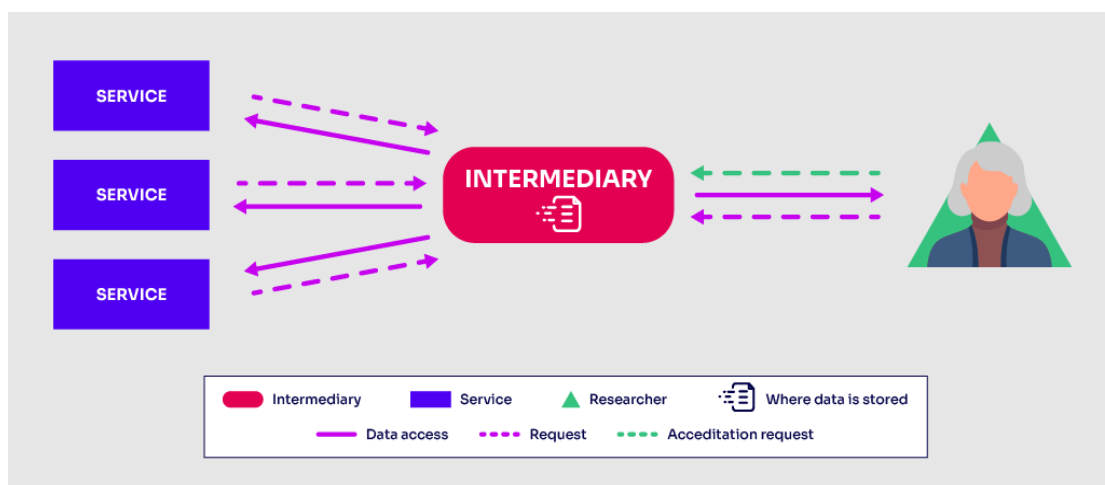 SERVICE
SERVICE
SERVICE
INTERMEDIARY
Intermediary
Service
Researcher
Where data is stored
Data access
Request
Acceditation request